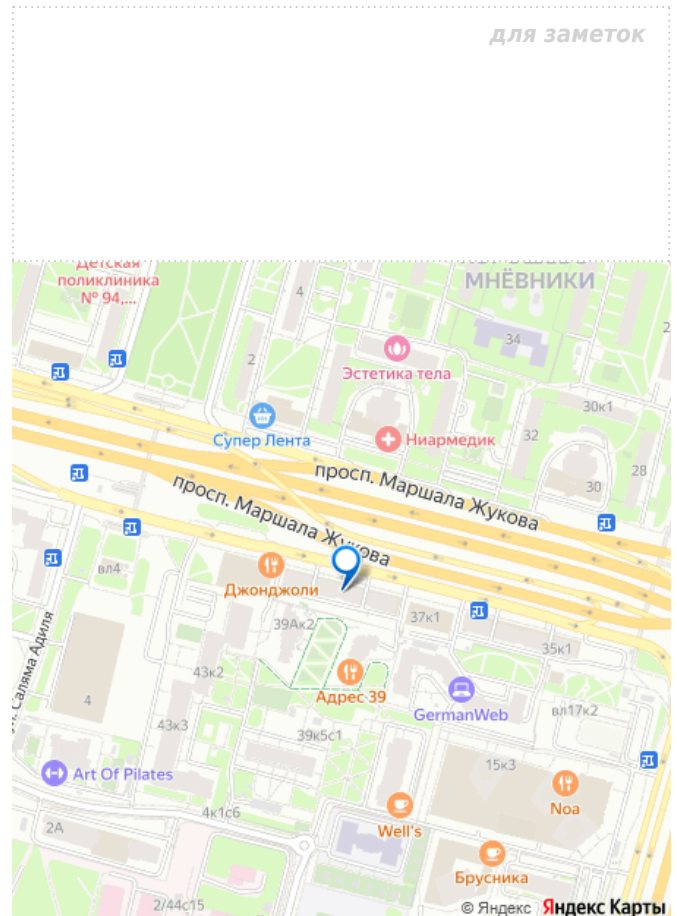 для заметок
Детская
поликлиника
№ 94,...
МНЁВНИКИ
4
34
2
2
Эстетика тела
30к1
Супер Лента
Ниармедик
32
28
30
просп. Маршала Жукова
просп. Маршала Жукова
вл4
Джонджоли
37к1
39Ак2
35к1
ул. Саляма Адиля
43к2
4
Адрес 39
GermanWeb
вл17к2
43к3
39к5с1
15к3
Art Of Pilates
Noa
4к1с6
2А
Well's
Брусника
2/44с15
© Яндекс Яндекс Карты